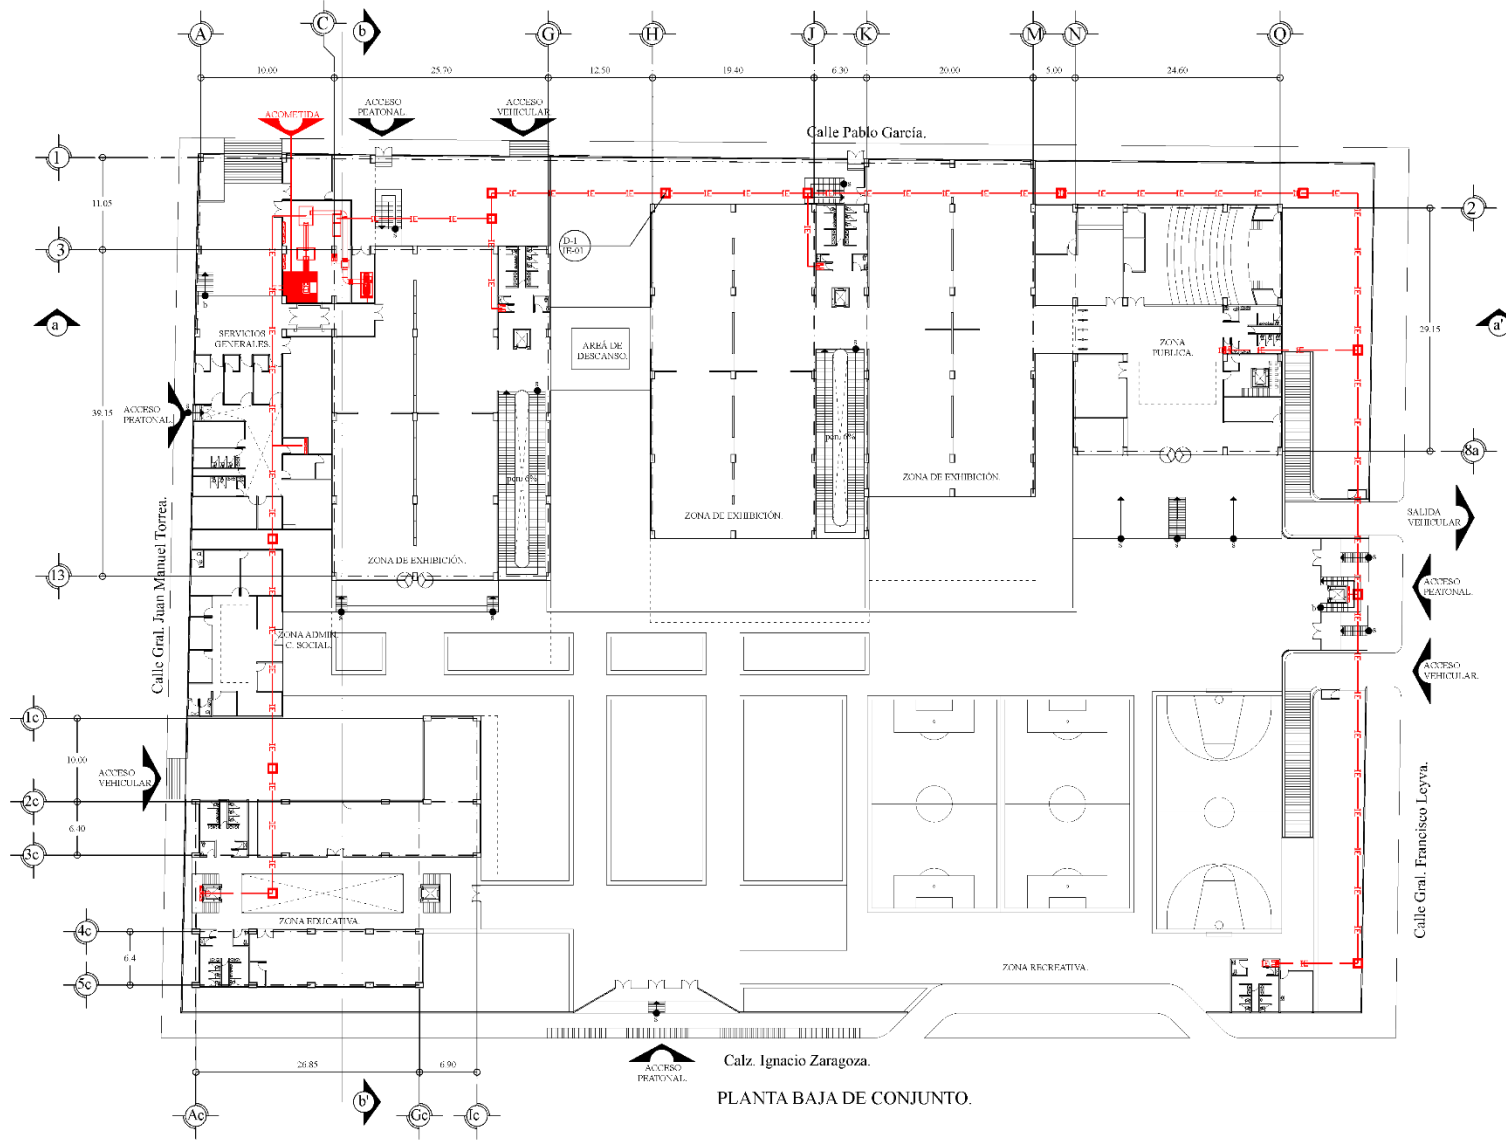 A
C
b
G
H
J
K
M
N
Q
10.00
25.70
12.50
19.40
6.30
20.00
5.00
24.60
ACOMETIDA
ACCESO
PEATONAL.
ACCESO
VEHICULAR.
Calle Pablo García.
1
11.05
3
2
D-1
IE-01
a
a'
SERVICIOS
GENERALES.
AREÁ DE
DESCANSO.
ZONA
PUBLICA.
29.15
39.15
ACCESO
PEATONAL.
8a
ZONA DE EXHIBICIÓN.
ZONA DE EXHIBICIÓN.
SALIDA
VEHICULAR
Calle Gral. Juan Manuel Torrea.
13
ZONA DE EXHIBICIÓN.
ACCESO
PEATONAL.
ZONA ADMIN.
C. SOCIAL.
ACCESO
VEHICULAR.
1c
10.00
ACCESO
VEHICULAR
2c
6.40
3c
Calle Gral. Francisco Leyva.
ZONA EDUCATIVA.
4c
6.4
5c
ZONA RECREATIVA.
ACCESO
PEATONAL.
Calz. Ignacio Zaragoza.
26.85
6.90
b'
PLANTA BAJA DE CONJUNTO.
Ac
Gc
Ic